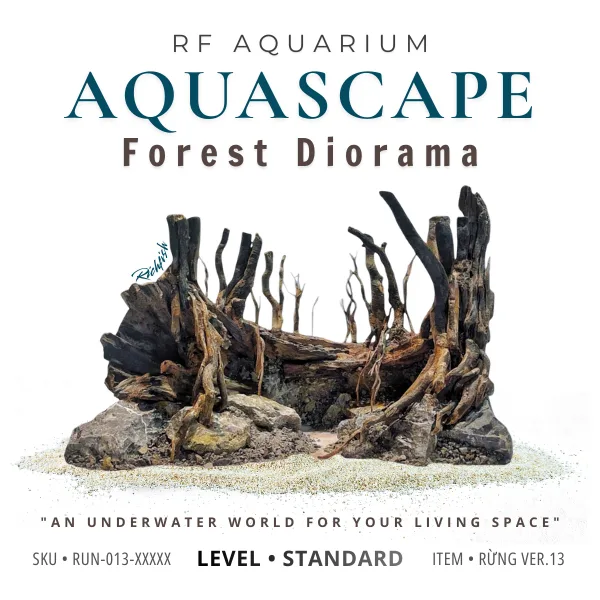 RF AQUARIUM
AQUASCAPE
Forest Diorama
Richfish
"AN UNDERWATER WORLD FOR YOUR LIVING SPACE"
SKU • RUN-013-XXXXX LEVEL • STANDARD ITEM • RỪNG VER.13